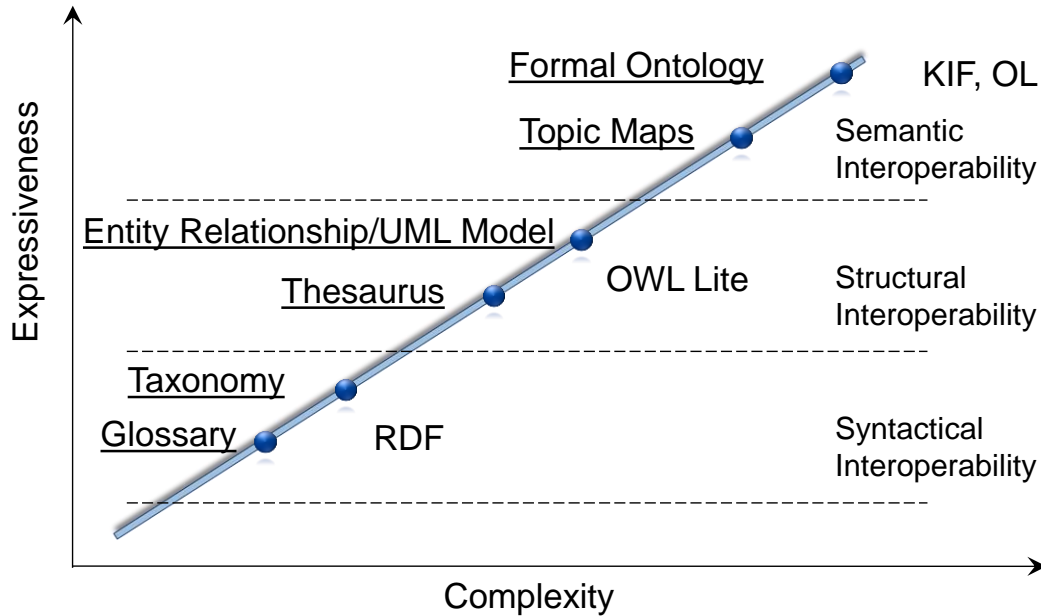 Formal Ontology
KIF, OL
Topic Maps
Semantic
Interoperability
Entity Relationship/UML Model
OWL Lite
Thesaurus
Structural
Interoperability
Taxonomy
Glossary
RDF
Syntactical
Interoperability
Expressiveness
Complexity